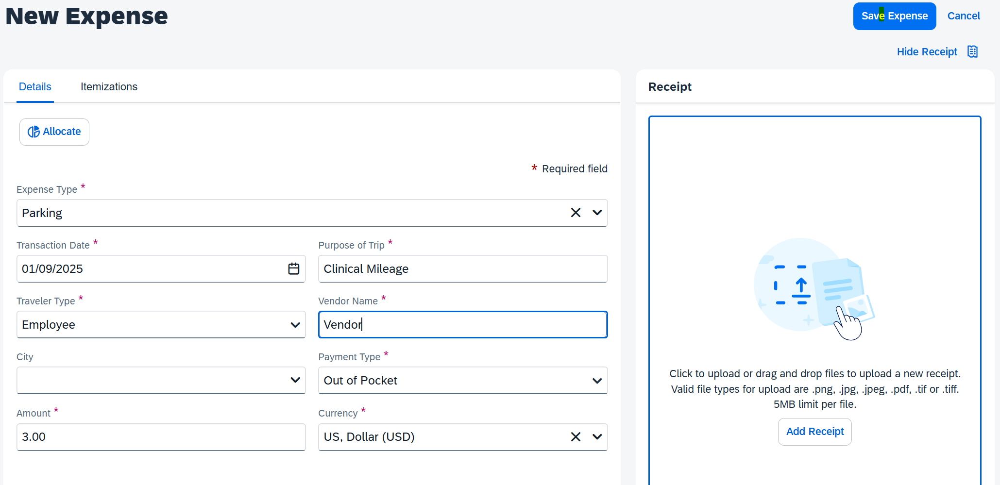 New Expense
Save Expense
Cancel
Hide Receipt
Details
Itemizations
Receipt
Allocate
* Required field
Expense Type *
Parking
Transaction Date *
Purpose of Trip *
01/09/2025
Clinical Mileage
Traveler Type *
Vendor Name *
Employee
Vendor
City
Payment Type *
Out of Pocket
Amount *
Currency *
3.00
US, Dollar (USD)
Click to upload or drag and drop files to upload a new receipt.
Valid file types for upload are .png, .jpg, .jpeg, .pdf, .tif or .tiff.
5MB limit per file.
Add Receipt